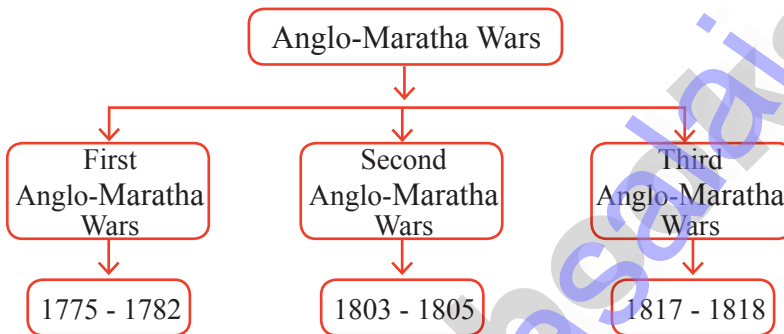 Anglo-Maratha Wars
First
Anglo-Maratha
Wars
Second
Anglo-Maratha
Wars
Third
Anglo-Maratha
Wars
1775 - 1782
1803 - 1805
1817 - 1818